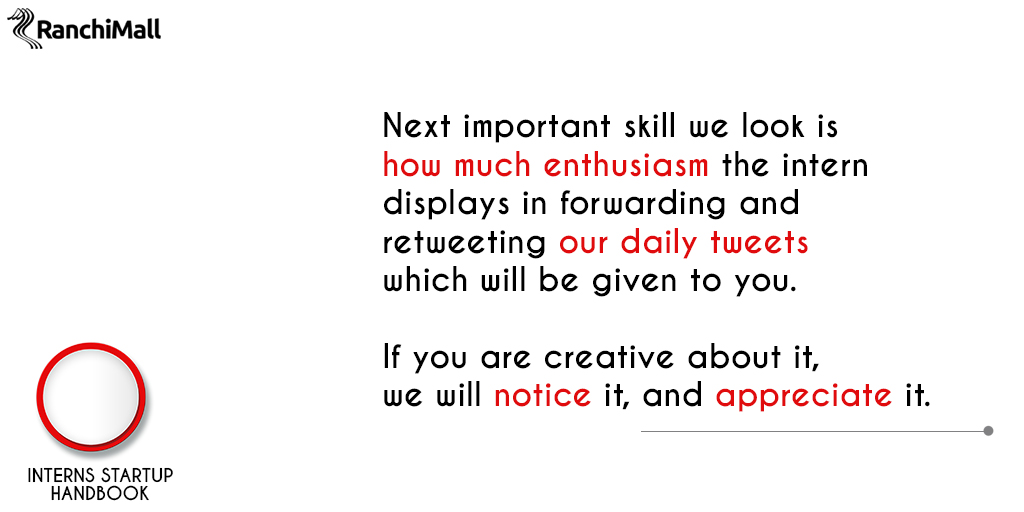 RanchiMall
Next important skill we look is
how much enthusiasm the intern
displays in forwarding and
retweeting our daily tweets
which will be given to you.
If you are creative about it,
we will notice it, and appreciate it.
INTERNS STARTUP
HANDBOOK